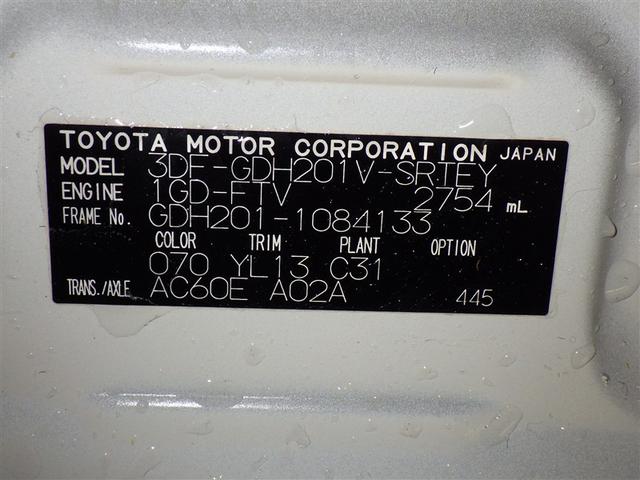 TOYOTA MOTOR CORPORATION JAPAN
MODEL 3DF-GDH201V-SRTEY
ENGINE 1GD-FTV 2754 mL
FRAME No. GDH201-1084133
COLOR TRIM PLANT OPTION
070 YL13 C31
TRANS./AXLE AC60E A02A 445